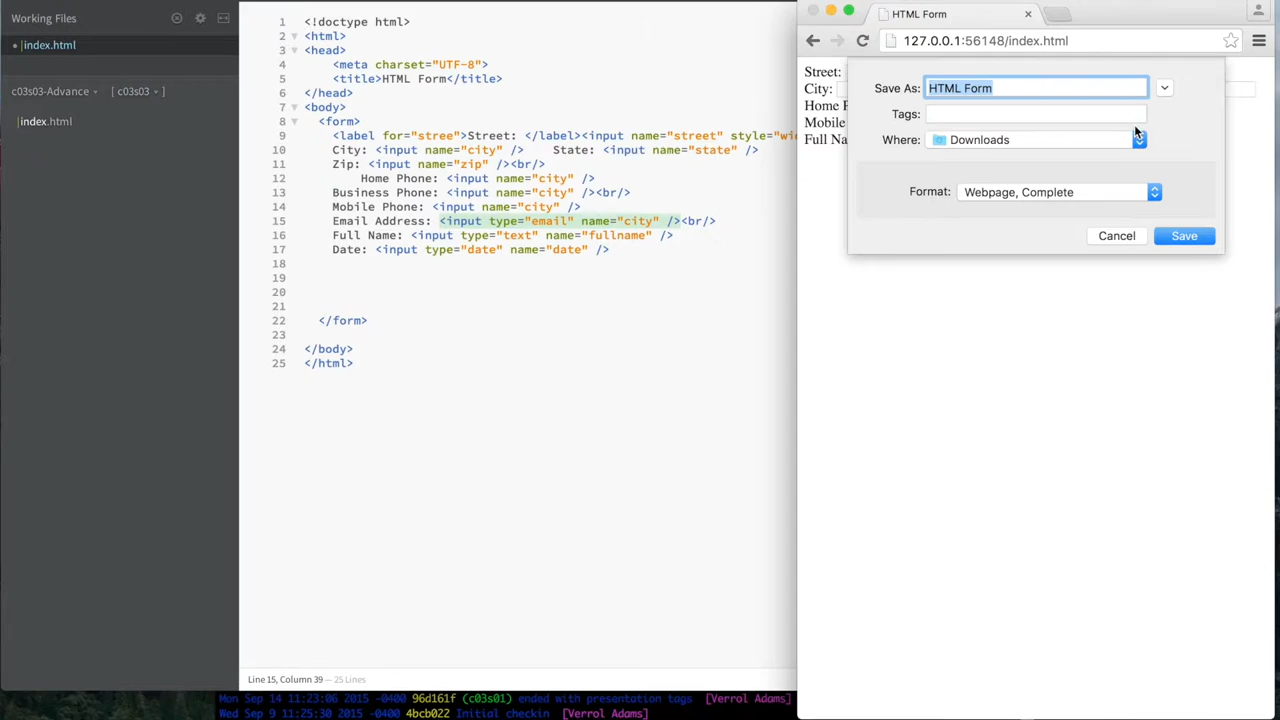 Working Files
index.html
c03s03-Advance [ c03s03 ]
index.html
1 <!doctype html>
2 <html>
3 <head>
4 <meta charset="UTF-8">
5 <title>HTML Form</title>
6 </head>
7 <body>
8 <form>
9 <label for="stree">Street: </label><input name="street" style="wi
10 City: <input name="city" /> State: <input name="state" />
11 Zip: <input name="zip" /><br/>
12 Home Phone: <input name="city" />
13 Business Phone: <input name="city" /><br/>
14 Mobile Phone: <input name="city" />
15 Email Address: <input type="email" name="city" /><br/>
16 Full Name: <input type="text" name="fullname" />
17 Date: <input type="date" name="date" />
18
19
20
21
22 </form>
23
24 </body>
25 </html>
Line 15, Column 39 — 25 Lines
Mon Sep 14 11:23:06 2015 -0400 96d161f (c03s01) ended with presentation tags [Verrol Adams]
Wed Sep 9 11:25:30 2015 -0400 4bcb022 Initial checkin [Verrol Adams]
HTML Form
127.0.0.1:56148/index.html
Street:
City:
Home P
Mobile
Full Na
Save As: HTML Form
Tags:
Where: Downloads
Format: Webpage, Complete
Cancel Save